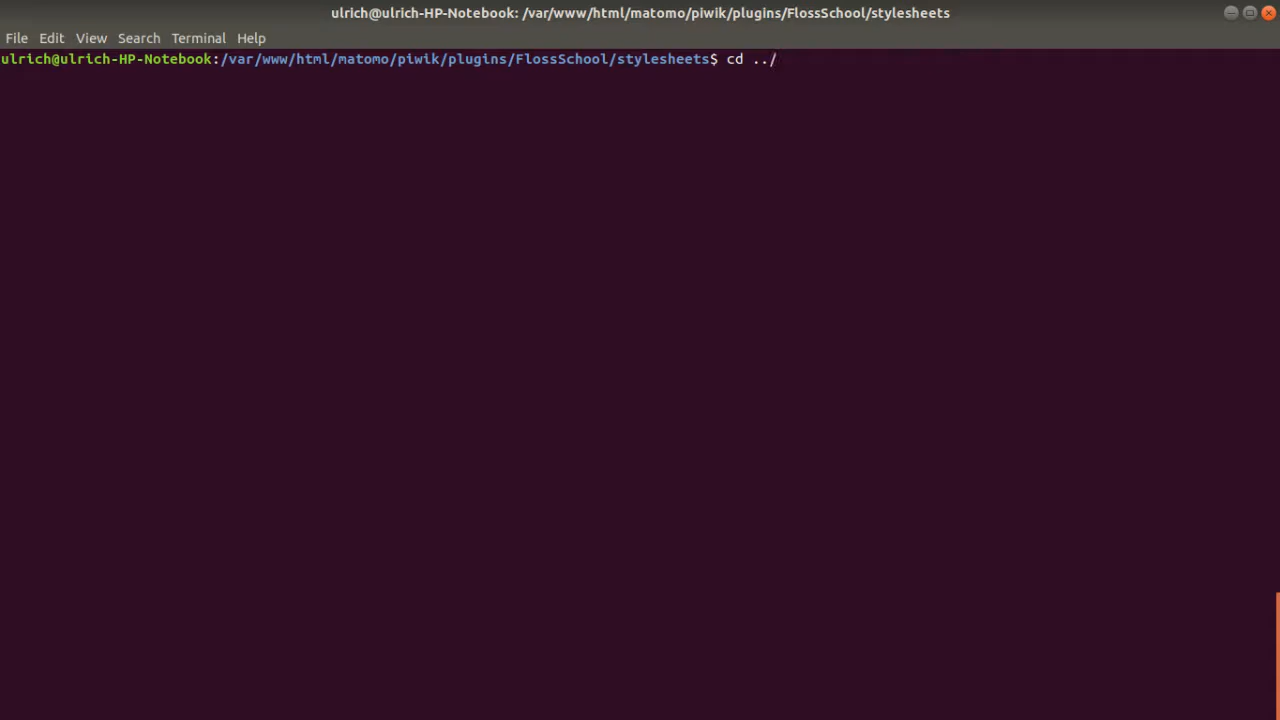 ulrich@ulrich-HP-Notebook: /var/www/html/matomo/piwik/plugins/FlossSchool/stylesheets
File Edit View Search Terminal Help
ulrich@ulrich-HP-Notebook:/var/www/html/matomo/piwik/plugins/FlossSchool/stylesheets$ cd ../